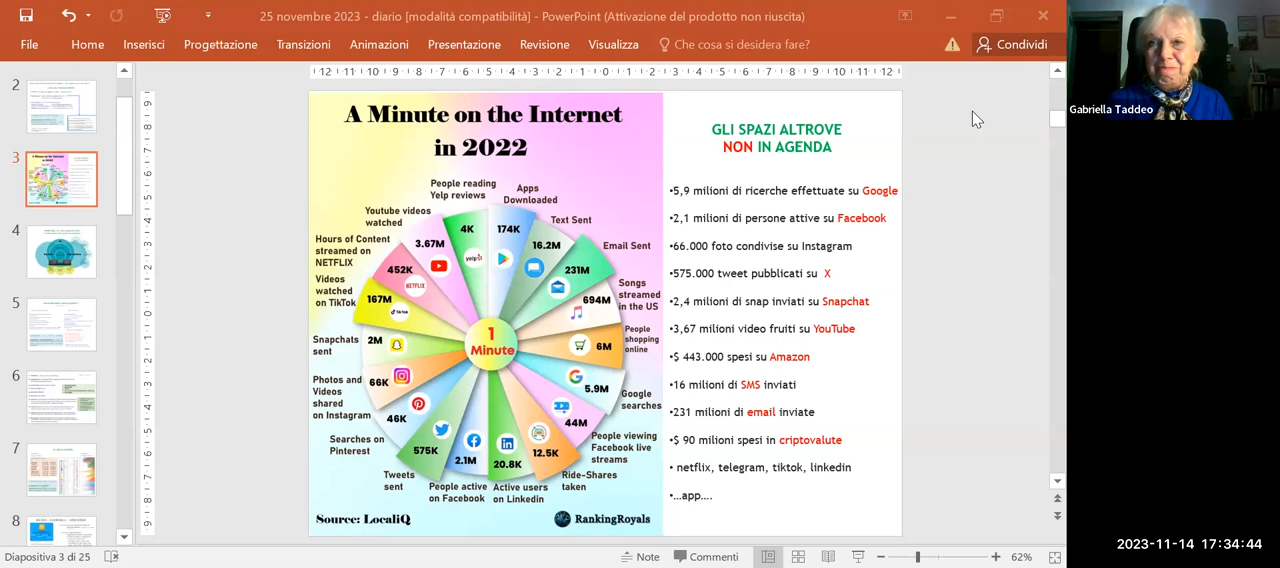 25 novembre 2023 - diario [modalità compatibilità] - PowerPoint (Attivazione del prodotto non riuscita)
File Home Inserisci Progettazione Transizioni Animazioni Presentazione Revisione Visualizza Che cosa si desidera fare? Condividi
Gabriella Taddeo
2
3
4
5
6
7
8
A Minute on the Internet
in 2022
People reading
Yelp reviews
Apps
Downloaded
Youtube videos
watched
Text Sent
Hours of Content
streamed on
NETFLIX
Email Sent
Videos
watched
on TikTok
Songs
streamed
in the US
Snapchats
sent
People
shopping
online
Photos and
Videos
shared
on Instagram
Google
searches
Searches on
Pinterest
People viewing
Facebook live
streams
Tweets
sent
People active
on Facebook
Active users
on Linkedin
Ride-Shares
taken
4K
174K
3.67M
16.2M
452K
231M
167M
694M
2M
6M
66K
5.9M
46K
44M
575K
12.5K
2.1M
20.8K
yelp
NETFLIX
TikTok
1
Minute
Source: LocaliQ
RankingRoyals
GLI SPAZI ALTROVE
NON IN AGENDA
•5,9 milioni di ricerche effettuate su Google
•2,1 milioni di persone attive su Facebook
•66.000 foto condivise su Instagram
•575.000 tweet pubblicati su X
•2,4 milioni di snap inviati su Snapchat
•3,67 milioni video fruiti su YouTube
•$ 443.000 spesi su Amazon
•16 milioni di SMS inviati
•231 milioni di email inviate
•$ 90 milioni spesi in criptovalute
• netflix, telegram, tiktok, linkedin
•…app….
Diapositiva 3 di 25
Note Commenti 62%
2023-11-14 17:34:44